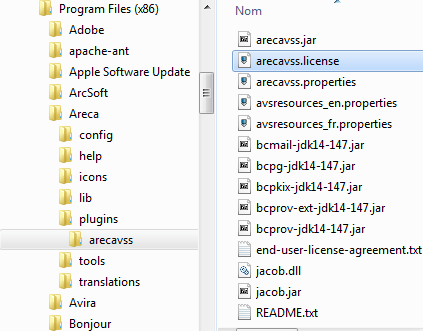 Program Files (x86)
Adobe
apache-ant
Apple Software Update
ArcSoft
Areca
config
help
icons
lib
plugins
arecavss
tools
translations
Avira
Bonjour
Nom
arecavss.jar
arecavss.license
arecavss.properties
avsresources_en.properties
avsresources_fr.properties
bcmail-jdk14-147.jar
bcpg-jdk14-147.jar
bcpkix-jdk14-147.jar
bcprov-ext-jdk14-147.jar
bcprov-jdk14-147.jar
end-user-license-agreement.txt
jacob.dll
jacob.jar
README.txt